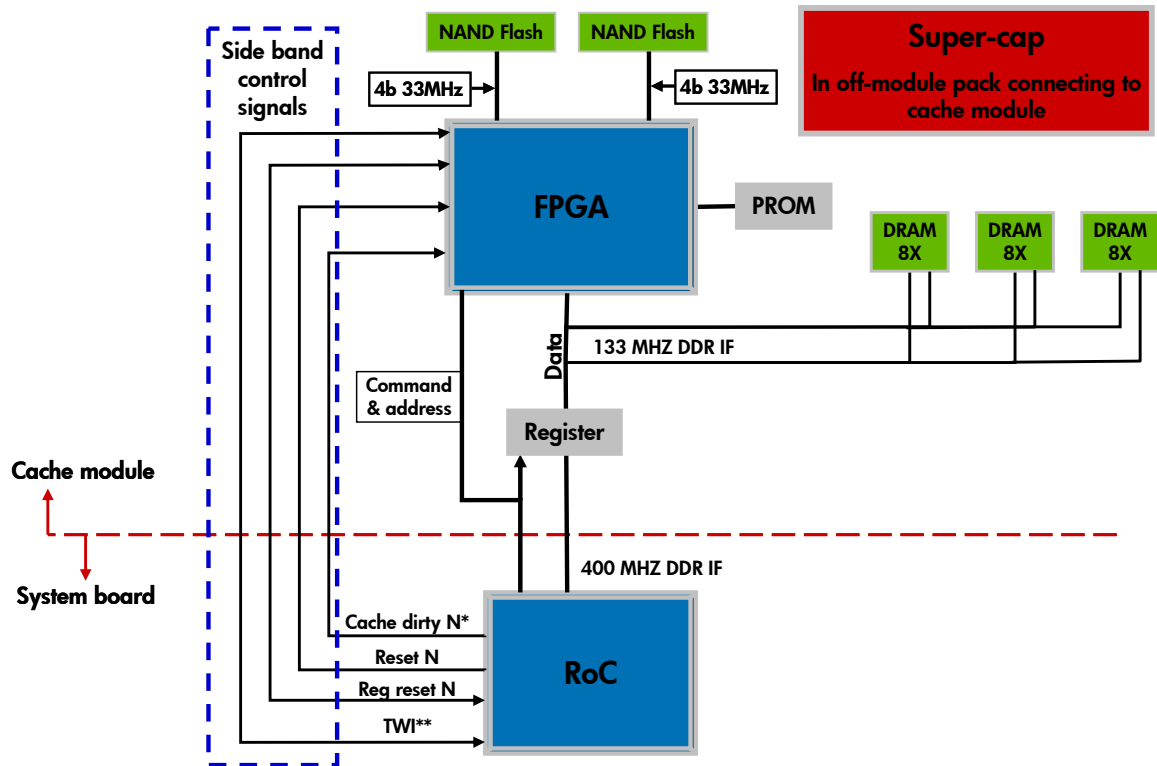 Side band
control
signals
NAND Flash
NAND Flash
4b 33MHz
4b 33MHz
Super-cap
In off-module pack connecting to
cache module
FPGA
PROM
DRAM
8X
DRAM
8X
DRAM
8X
Data
133 MHZ DDR IF
Command
& address
Register
Cache module
System board
400 MHZ DDR IF
Cache dirty N*
Reset N
Reg reset N
TWI**
RoC